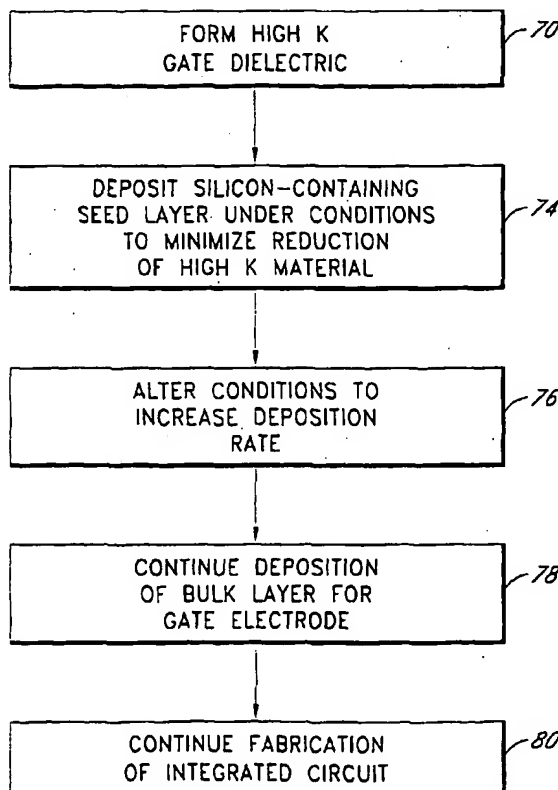 FORM HIGH K
GATE DIELECTRIC
70
DEPOSIT SILICON-CONTAINING
SEED LAYER UNDER CONDITIONS
TO MINIMIZE REDUCTION
OF HIGH K MATERIAL
74
ALTER CONDITIONS TO
INCREASE DEPOSITION
RATE
76
CONTINUE DEPOSITION
OF BULK LAYER FOR
GATE ELECTRODE
78
CONTINUE FABRICATION
OF INTEGRATED CIRCUIT
80